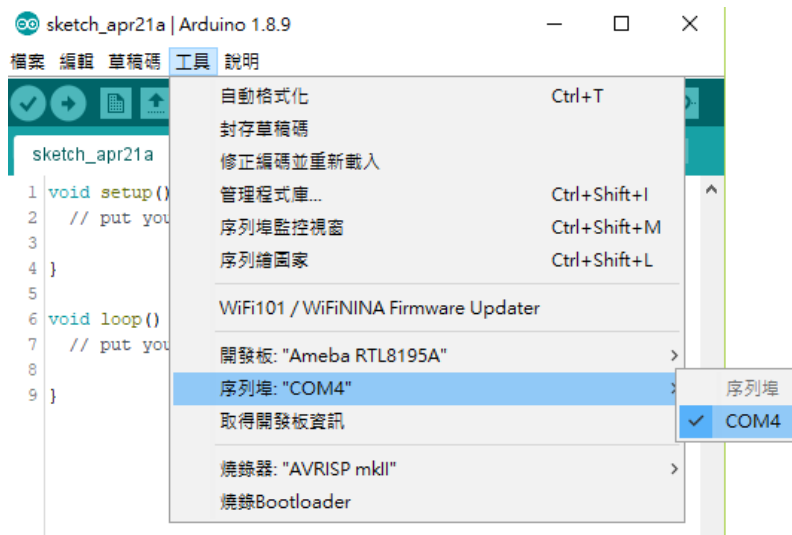 sketch_apr21a | Arduino 1.8.9
檔案 編輯 草稿碼 工具 說明
sketch_apr21a
自動格式化 Ctrl+T
封存草稿碼
修正編碼並重新載入
管理程式庫... Ctrl+Shift+I
序列埠監控視窗 Ctrl+Shift+M
序列繪圖家 Ctrl+Shift+L
WiFi101 / WiFiNINA Firmware Updater
開發板: "Ameba RTL8195A"
序列埠: "COM4"
取得開發板資訊
燒錄器: "AVRISP mkII"
燒錄Bootloader
序列埠
COM4
1 void setup()
2 // put you
3
4 }
5
6 void loop()
7 // put you
8
9 }